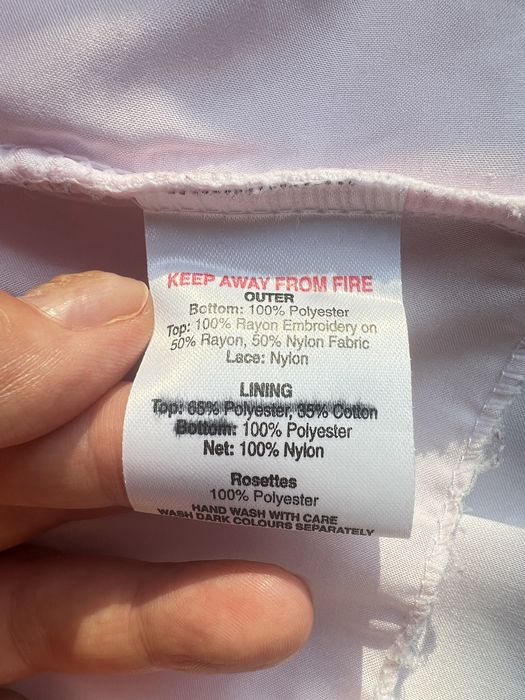 KEEP AWAY FROM FIRE
OUTER
Bottom: 100% Polyester
Top: 100% Rayon Embroidery on
50% Rayon, 50% Nylon Fabric
Lace: Nylon
LINING
Top: 65% Polyester, 35% Cotton
Bottom: 100% Polyester
Net: 100% Nylon
Rosettes
100% Polyester
HAND WASH WITH CARE
WASH DARK COLOURS SEPARATELY